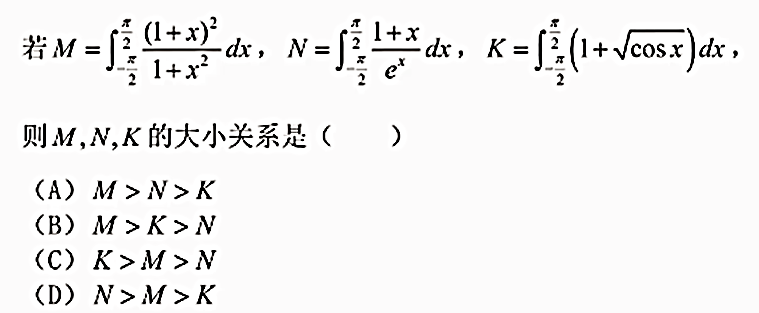 若 $M=\int_{-\frac{\pi}{2}}^{\frac{\pi}{2}}\frac{(1+x)^2}{1+x^2}dx$，$N=\int_{-\frac{\pi}{2}}^{\frac{\pi}{2}}\frac{1+x}{e^x}dx$，$K=\int_{-\frac{\pi}{2}}^{\frac{\pi}{2}}\left(1+\sqrt{\cos x}\right)dx$，
则 M,N,K 的大小关系是（　　）
（A）M > N > K
（B）M > K > N
（C）K > M > N
（D）N > M > K